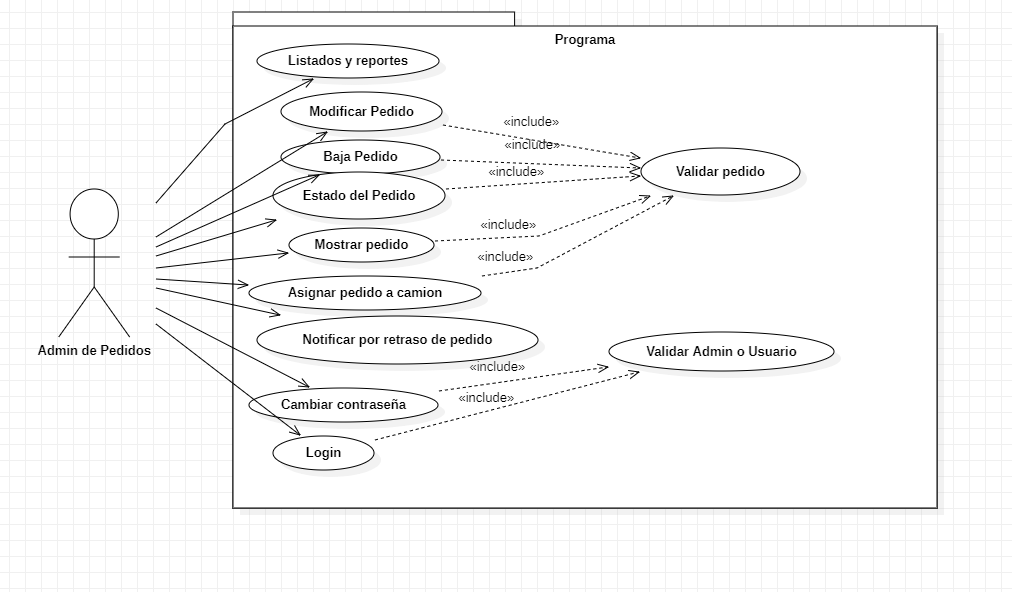 Programa
Listados y reportes
Modificar Pedido
«include»
«include»
Baja Pedido
Validar pedido
«include»
Estado del Pedido
«include»
Mostrar pedido
«include»
Asignar pedido a camion
Notificar por retraso de pedido
Admin de Pedidos
Validar Admin o Usuario
«include»
«include»
Cambiar contraseña
Login